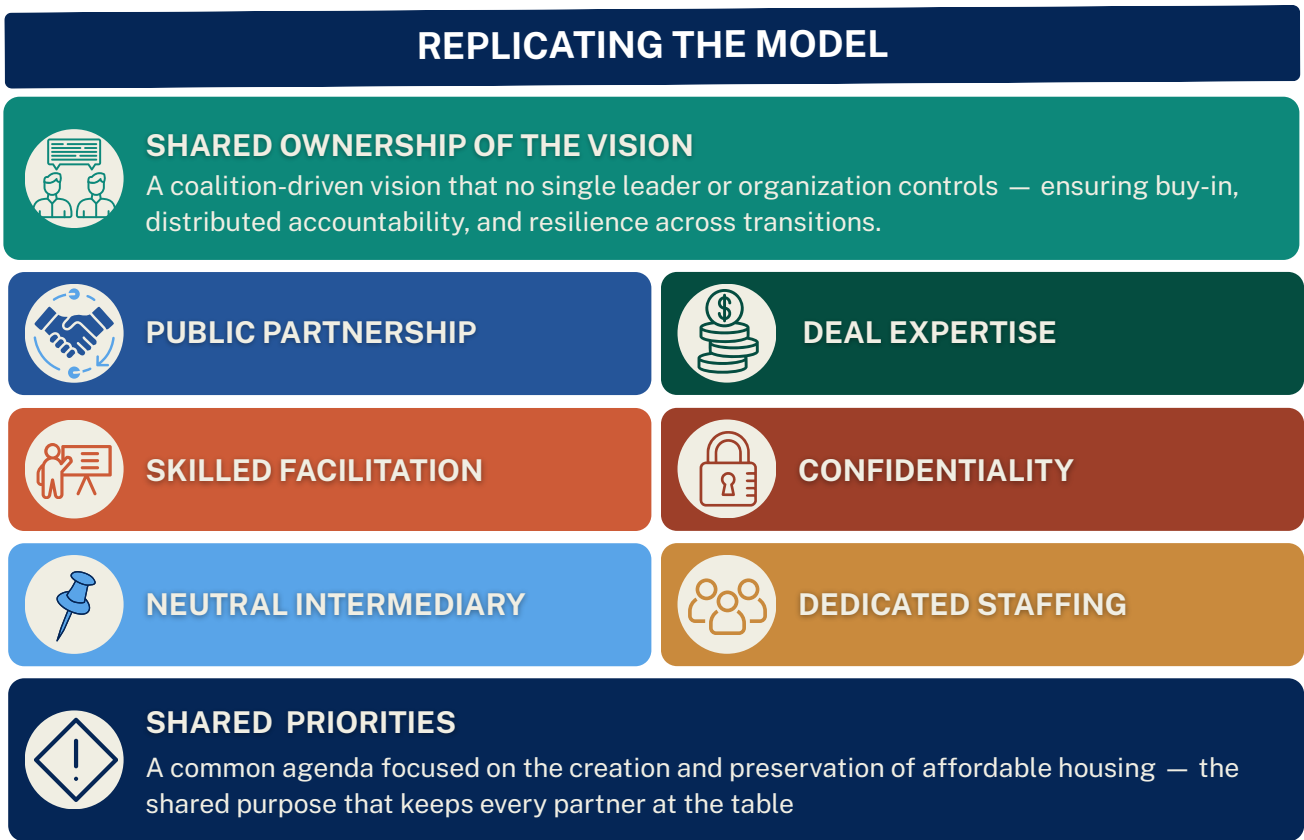 REPLICATING THE MODEL
SHARED OWNERSHIP OF THE VISION
A coalition-driven vision that no single leader or organization controls — ensuring buy-in,
distributed accountability, and resilience across transitions.
PUBLIC PARTNERSHIP
$
DEAL EXPERTISE
SKILLED FACILITATION
CONFIDENTIALITY
NEUTRAL INTERMEDIARY
DEDICATED STAFFING
SHARED PRIORITIES
A common agenda focused on the creation and preservation of affordable housing — the
shared purpose that keeps every partner at the table